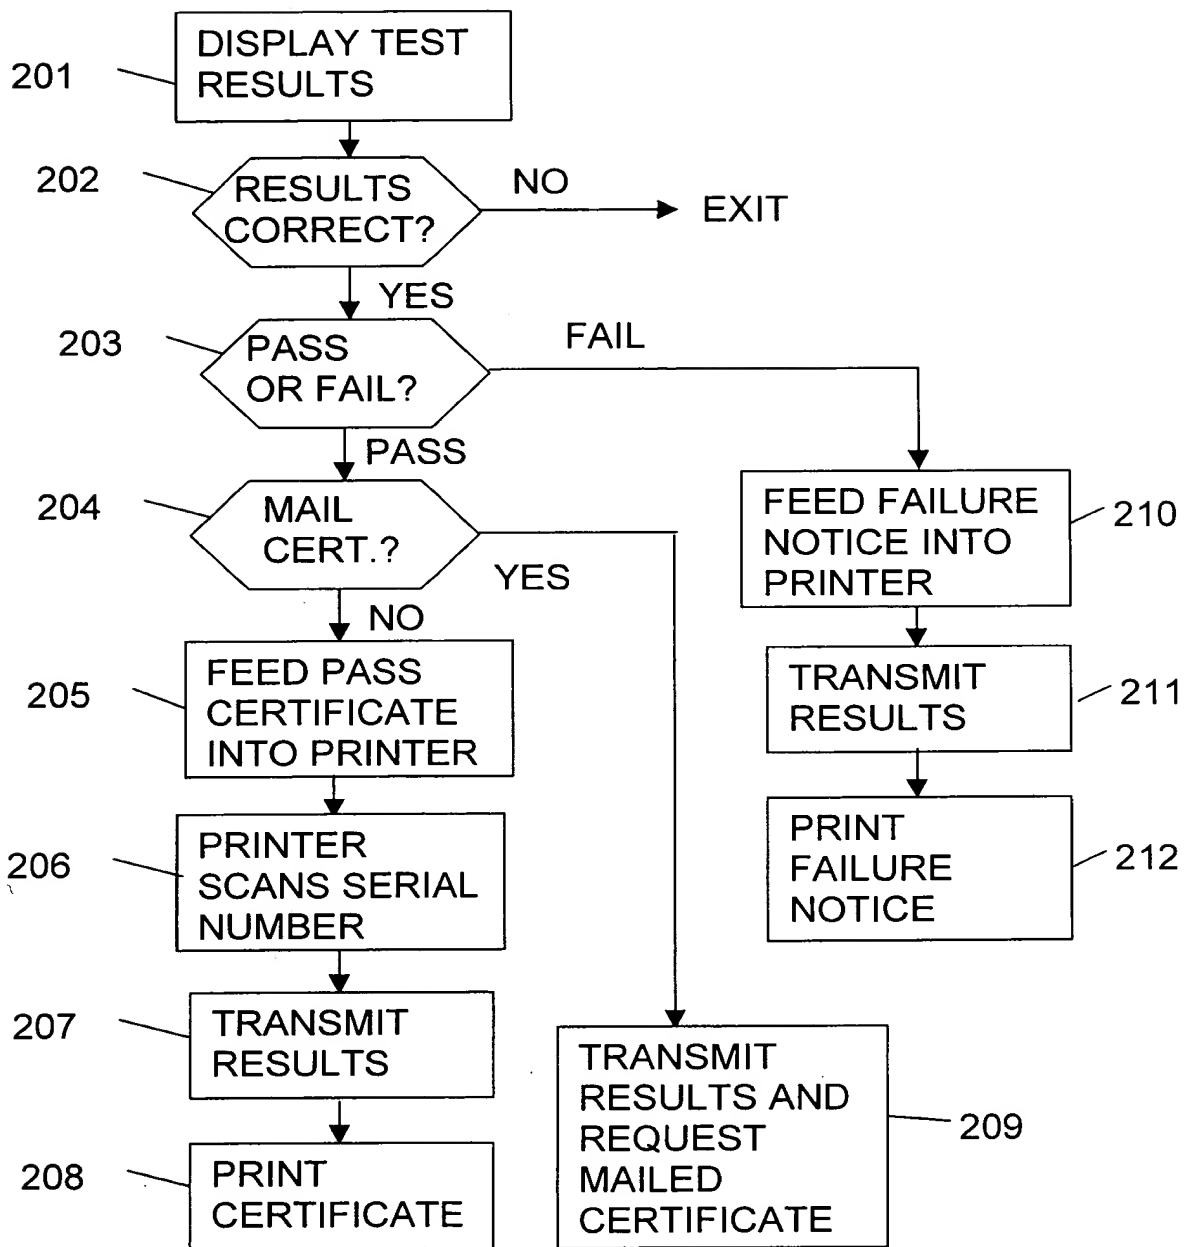 201
DISPLAY TEST
RESULTS
202
RESULTS
CORRECT?
NO
EXIT
YES
203
PASS
OR FAIL?
FAIL
PASS
204
MAIL
CERT.?
YES
NO
205
FEED PASS
CERTIFICATE
INTO PRINTER
206
PRINTER
SCANS SERIAL
NUMBER
207
TRANSMIT
RESULTS
208
PRINT
CERTIFICATE
TRANSMIT
RESULTS AND
REQUEST
MAILED
CERTIFICATE
209
FEED FAILURE
NOTICE INTO
PRINTER
210
TRANSMIT
RESULTS
211
PRINT
FAILURE
NOTICE
212